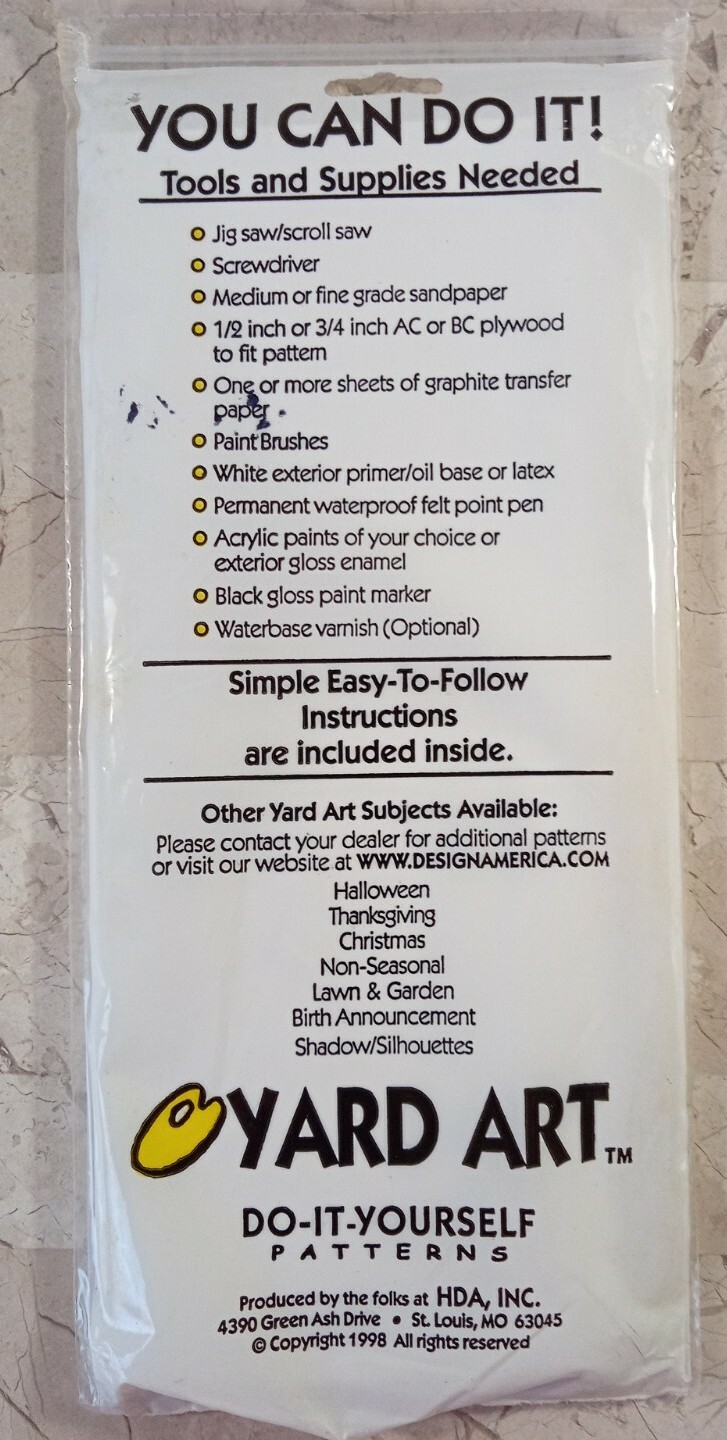 YOU CAN DO IT!
Tools and Supplies Needed
Jig saw/scroll saw
Screwdriver
Medium or fine grade sandpaper
1/2 inch or 3/4 inch AC or BC plywood
to fit pattern
One or more sheets of graphite transfer
paper
Paint Brushes
White exterior primer/oil base or latex
Permanent waterproof felt point pen
Acrylic paints of your choice or
exterior gloss enamel
Black gloss paint marker
Waterbase varnish (Optional)
Simple Easy-To-Follow
Instructions
are included inside.
Other Yard Art Subjects Available:
Please contact your dealer for additional patterns
or visit our website at WWW.DESIGNAMERICA.COM
Halloween
Thanksgiving
Christmas
Non-Seasonal
Lawn & Garden
Birth Announcement
Shadow/Silhouettes
YARD ART TM
DO-IT-YOURSELF
PATTERNS
Produced by the folks at HDA, INC.
4390 Green Ash Drive • St. Louis, MO 63045
© Copyright 1998 All rights reserved